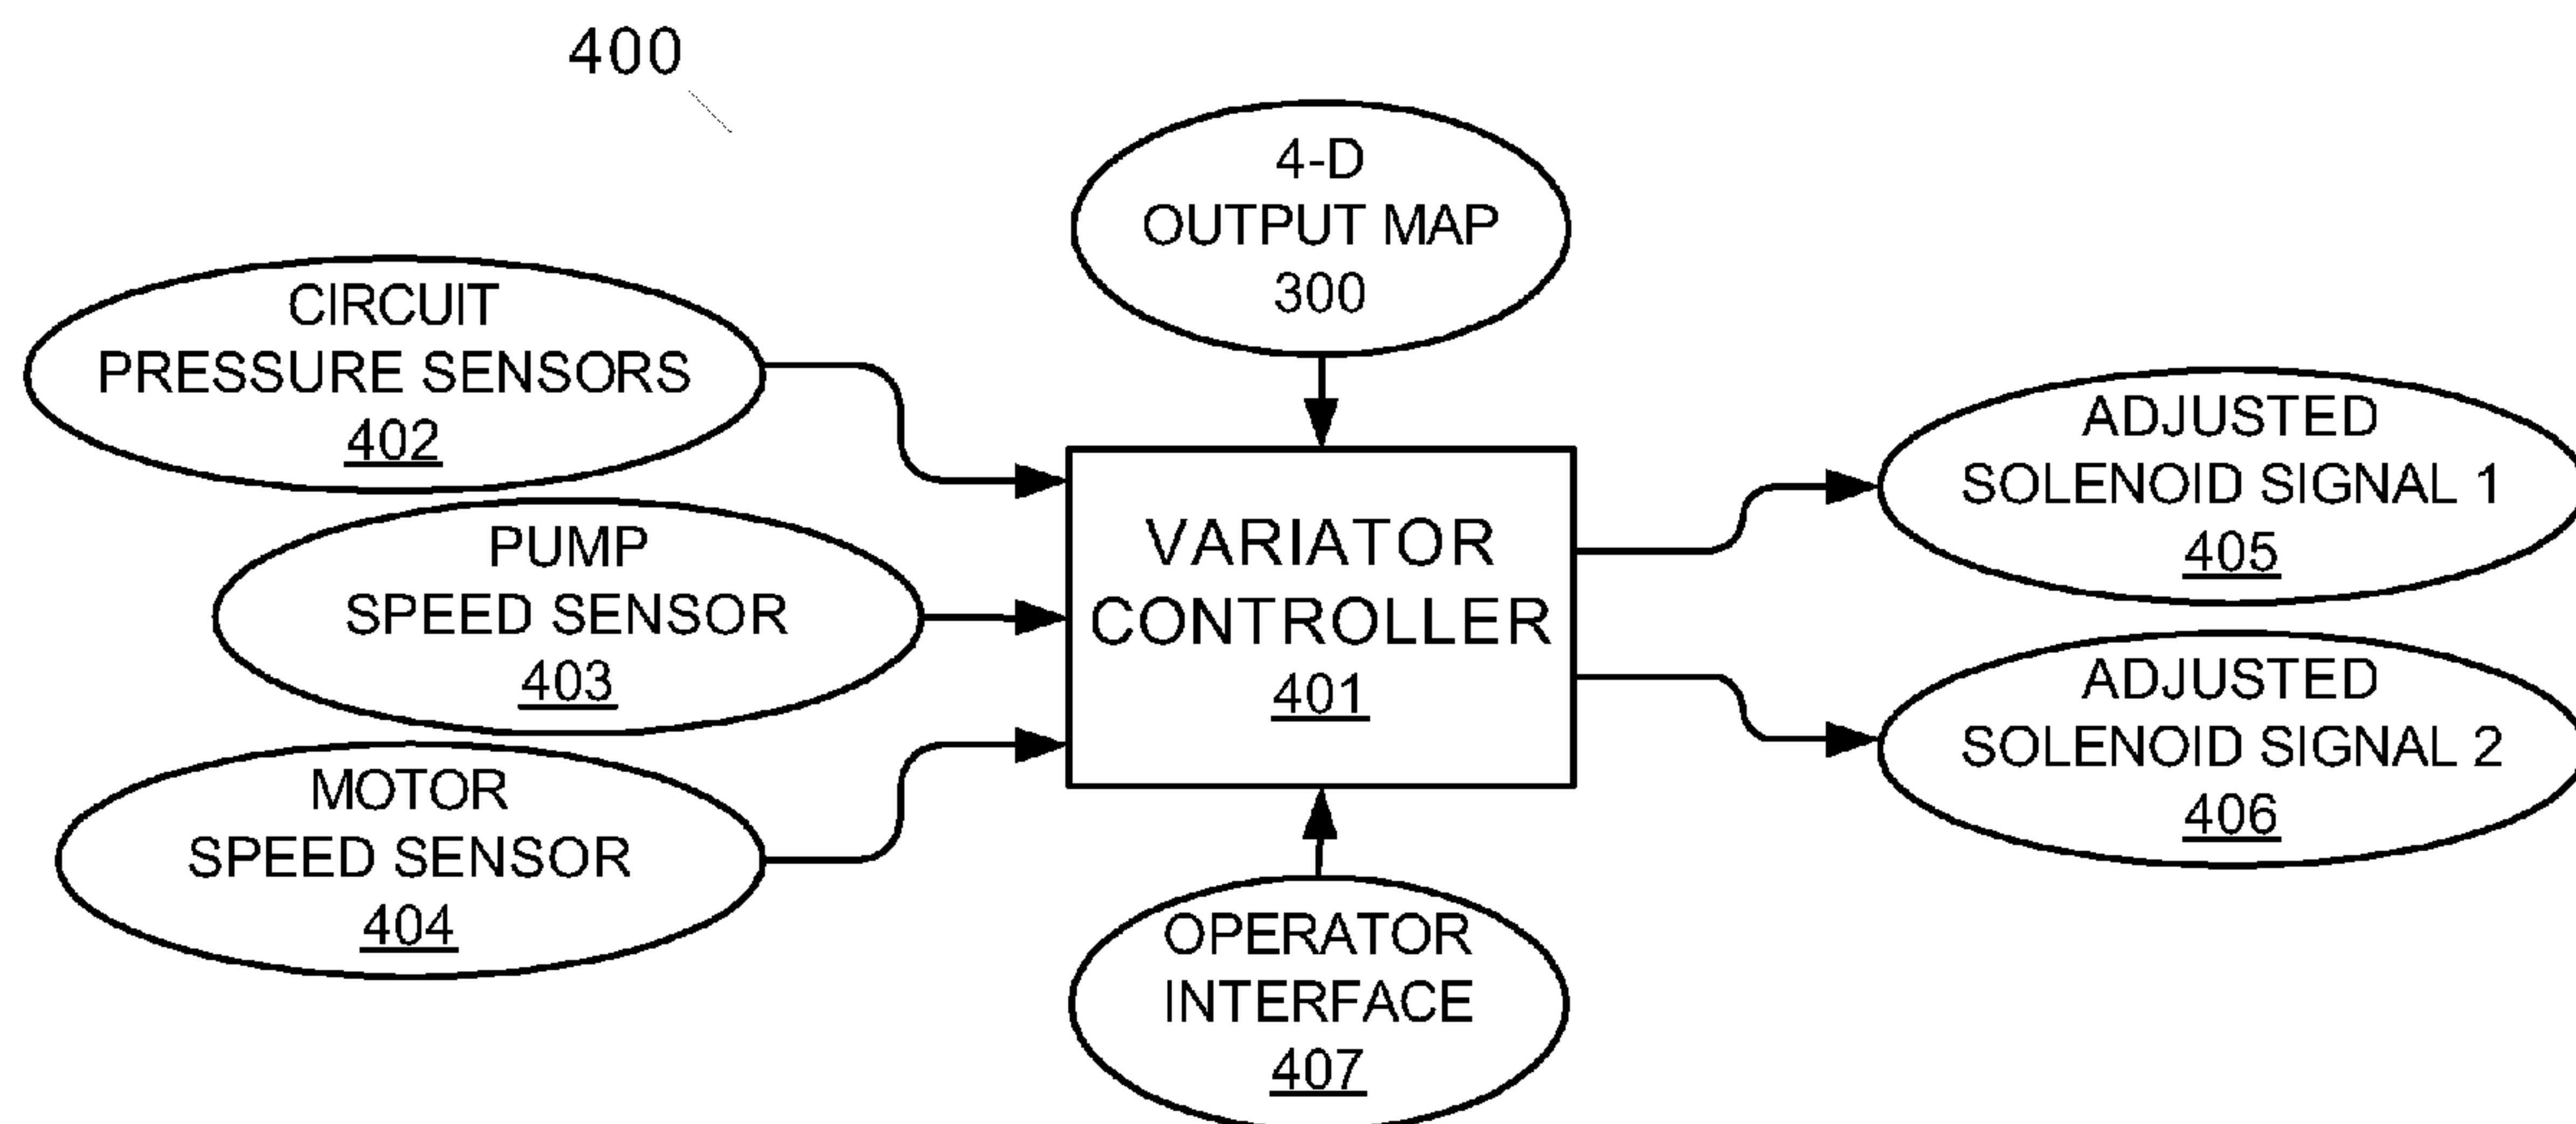 400
4-D
OUTPUT MAP
300
CIRCUIT
PRESSURE SENSORS
402
PUMP
SPEED SENSOR
403
MOTOR
SPEED SENSOR
404
VARIATOR
CONTROLLER
401
OPERATOR
INTERFACE
407
ADJUSTED
SOLENOID SIGNAL 1
405
ADJUSTED
SOLENOID SIGNAL 2
406